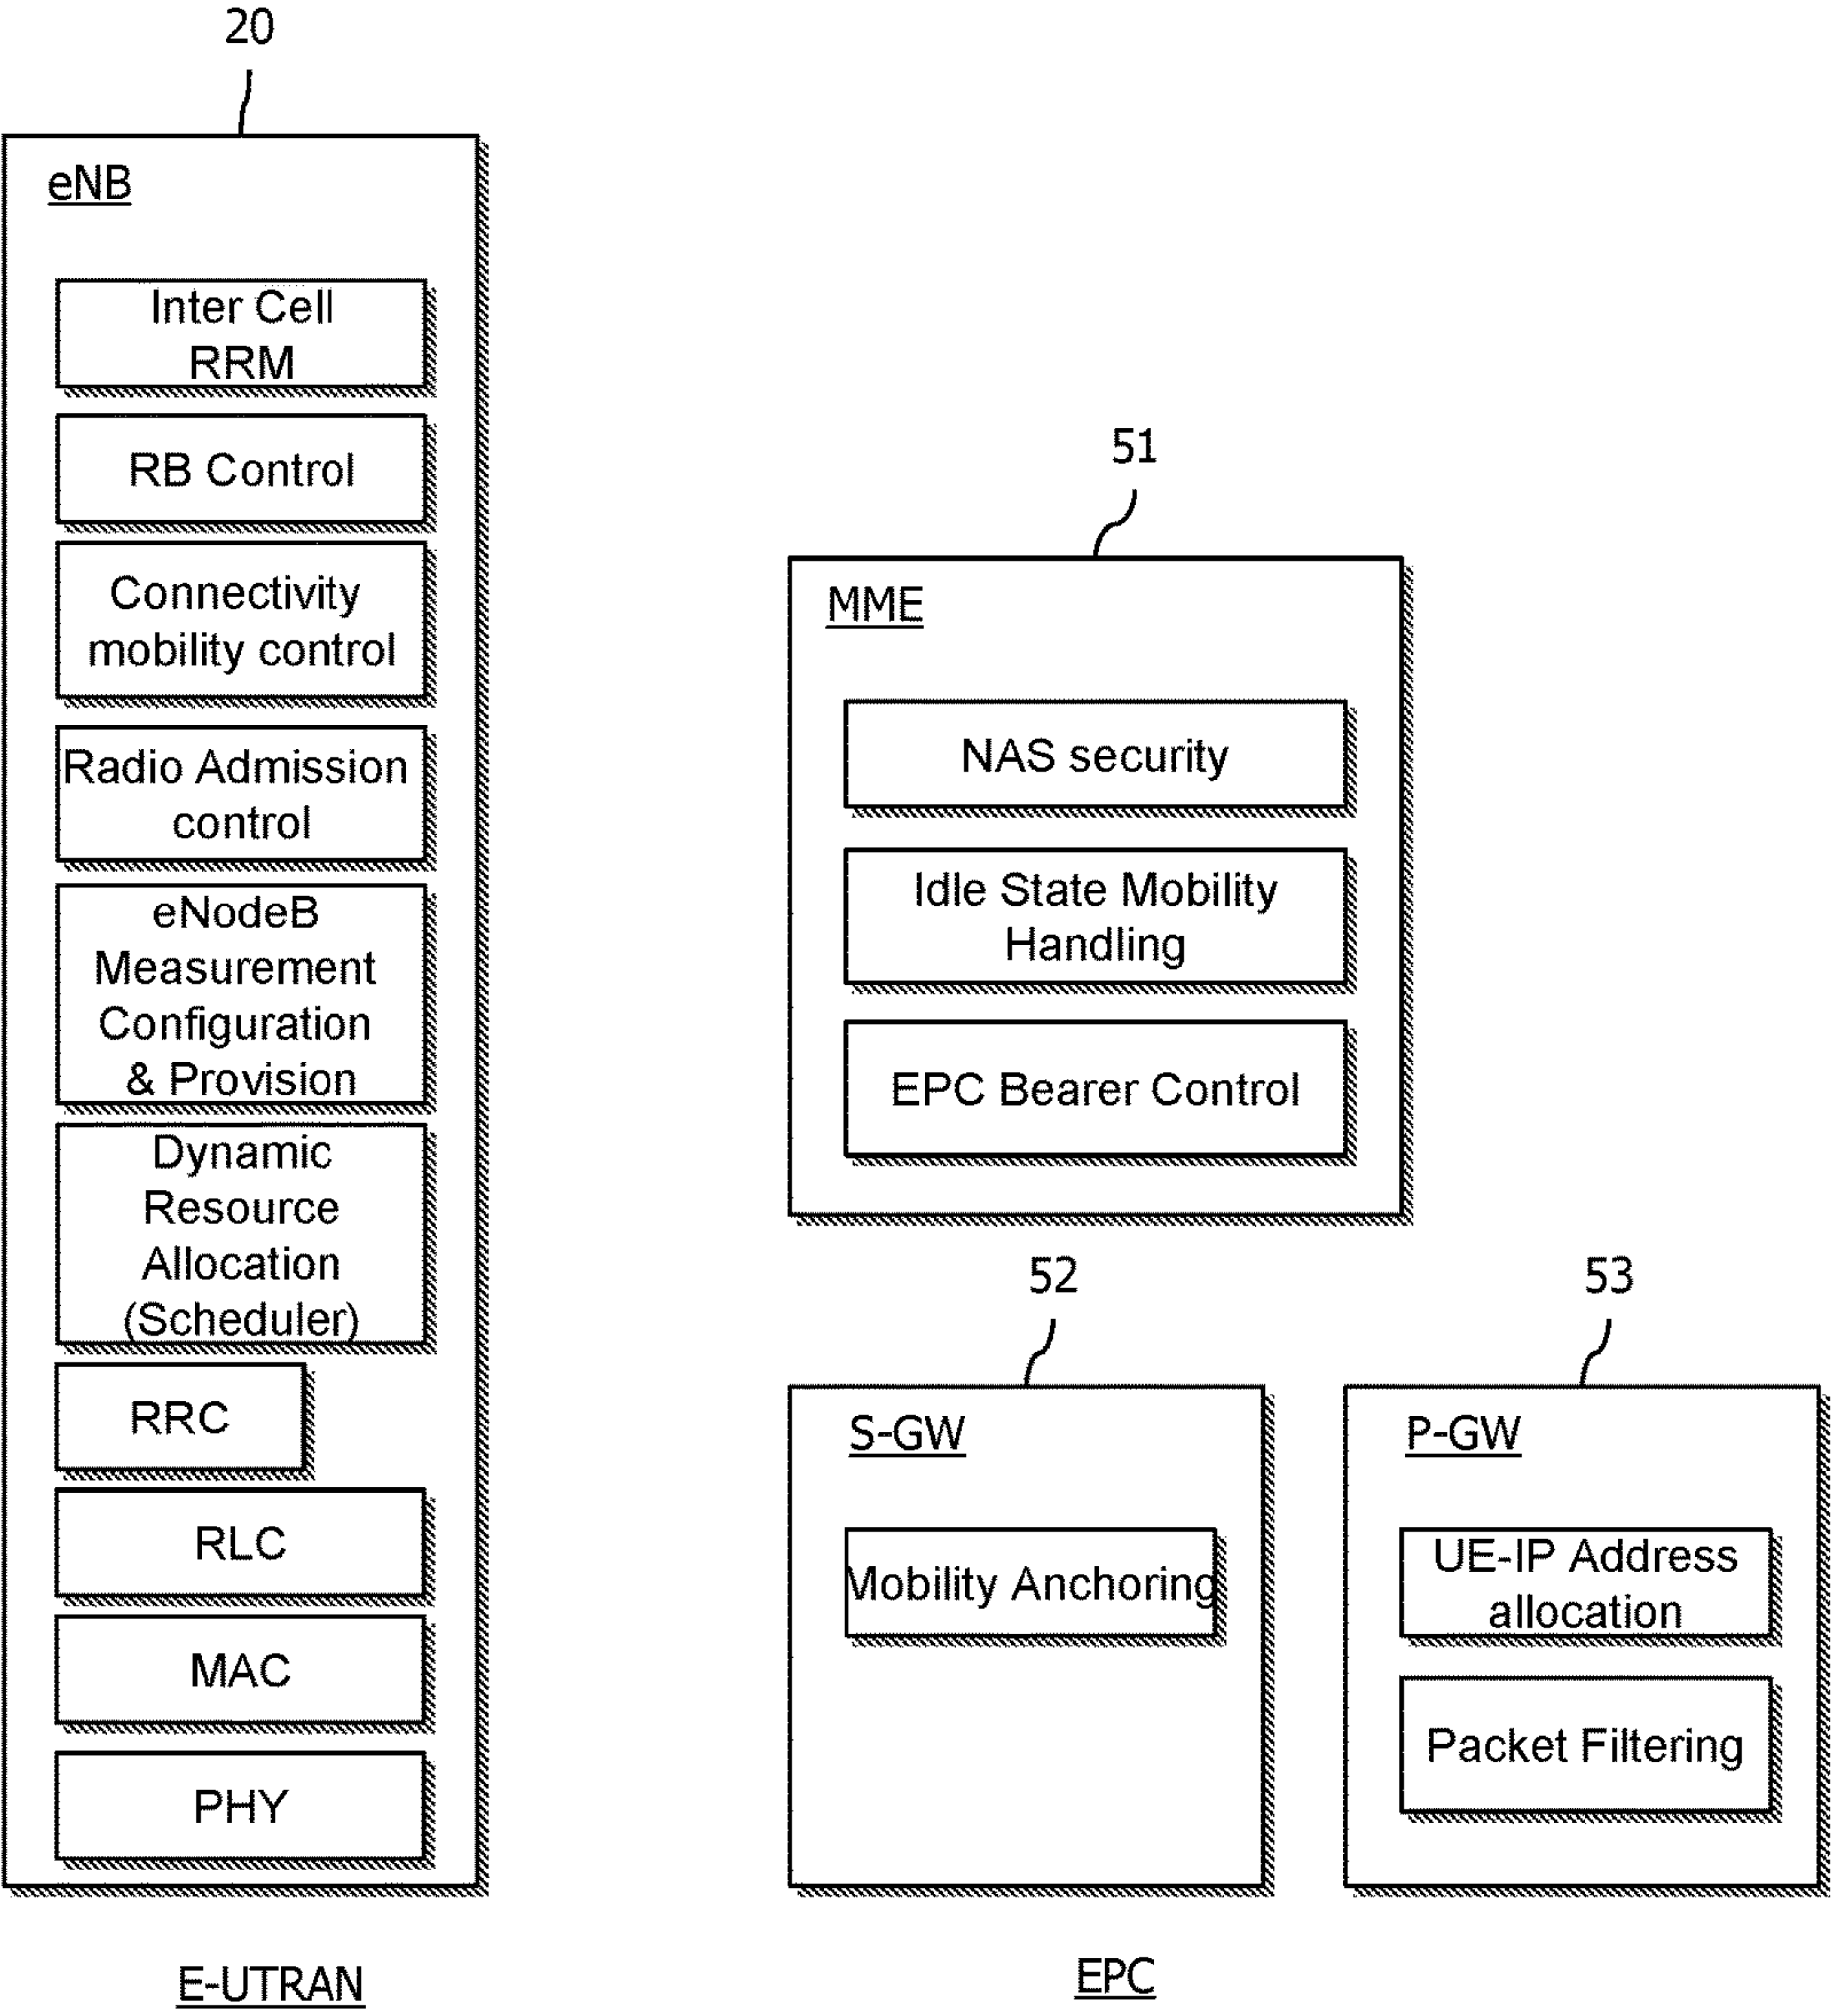 20
eNB
Inter Cell
RRM
RB Control
Connectivity
mobility control
Radio Admission
control
eNodeB
Measurement
Configuration
& Provision
Dynamic
Resource
Allocation
(Scheduler)
RRC
RLC
MAC
PHY
E-UTRAN
51
MME
NAS security
Idle State Mobility
Handling
EPC Bearer Control
52
S-GW
Mobility Anchoring
53
P-GW
UE-IP Address
allocation
Packet Filtering
EPC